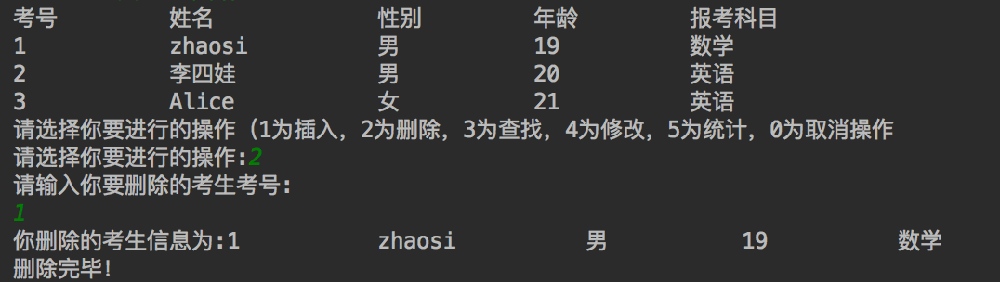 考号 姓名 性别 年龄 报考科目
1 zhaosi 男 19 数学
2 李四娃 男 20 英语
3 Alice 女 21 英语
请选择你要进行的操作（1为插入，2为删除，3为查找，4为修改，5为统计，0为取消操作
请选择你要进行的操作:2
请输入你要删除的考生考号:
1
你删除的考生信息为:1 zhaosi 男 19 数学
删除完毕!